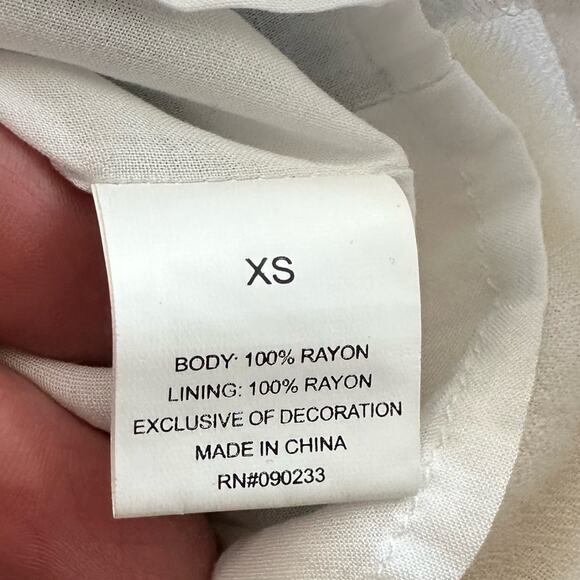 XS
BODY: 100% RAYON
LINING: 100% RAYON
EXCLUSIVE OF DECORATION
MADE IN CHINA
RN#090233